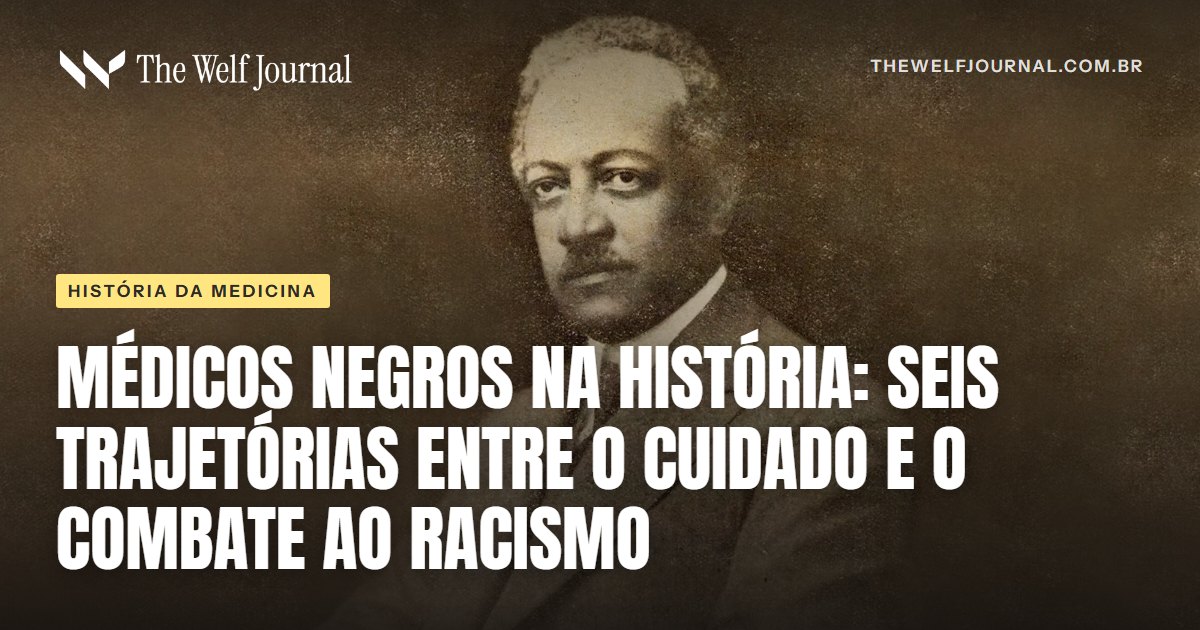 The Welf Journal
THEWELFJOURNAL.COM.BR
HISTÓRIA DA MEDICINA
MÉDICOS NEGROS NA HISTÓRIA: SEIS
TRAJETÓRIAS ENTRE O CUIDADO E O
COMBATE AO RACISMO